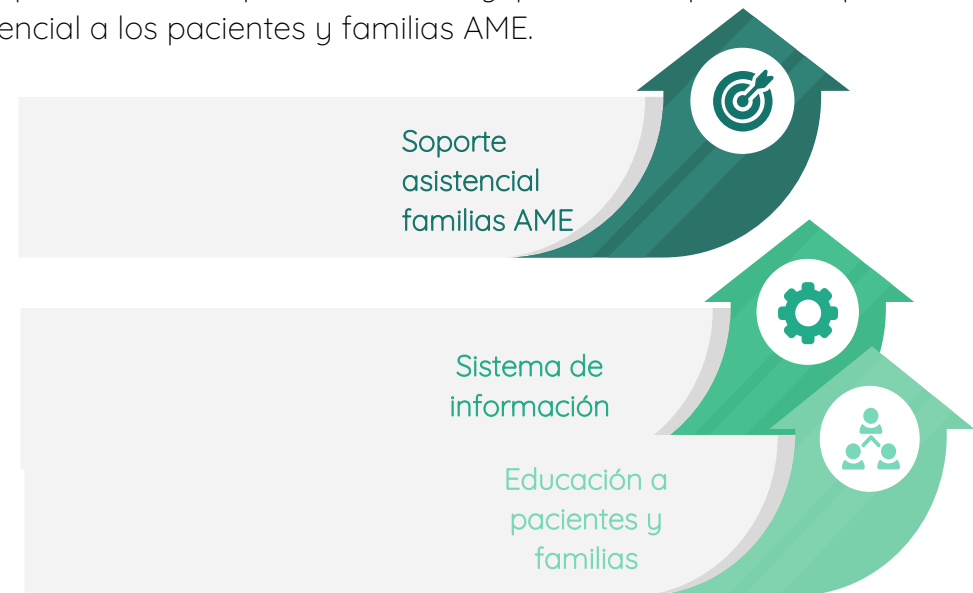 encial a los pacientes y familias AME.
Soporte
asistencial
familias AME
Sistema de
información
Educación a
pacientes y
familias